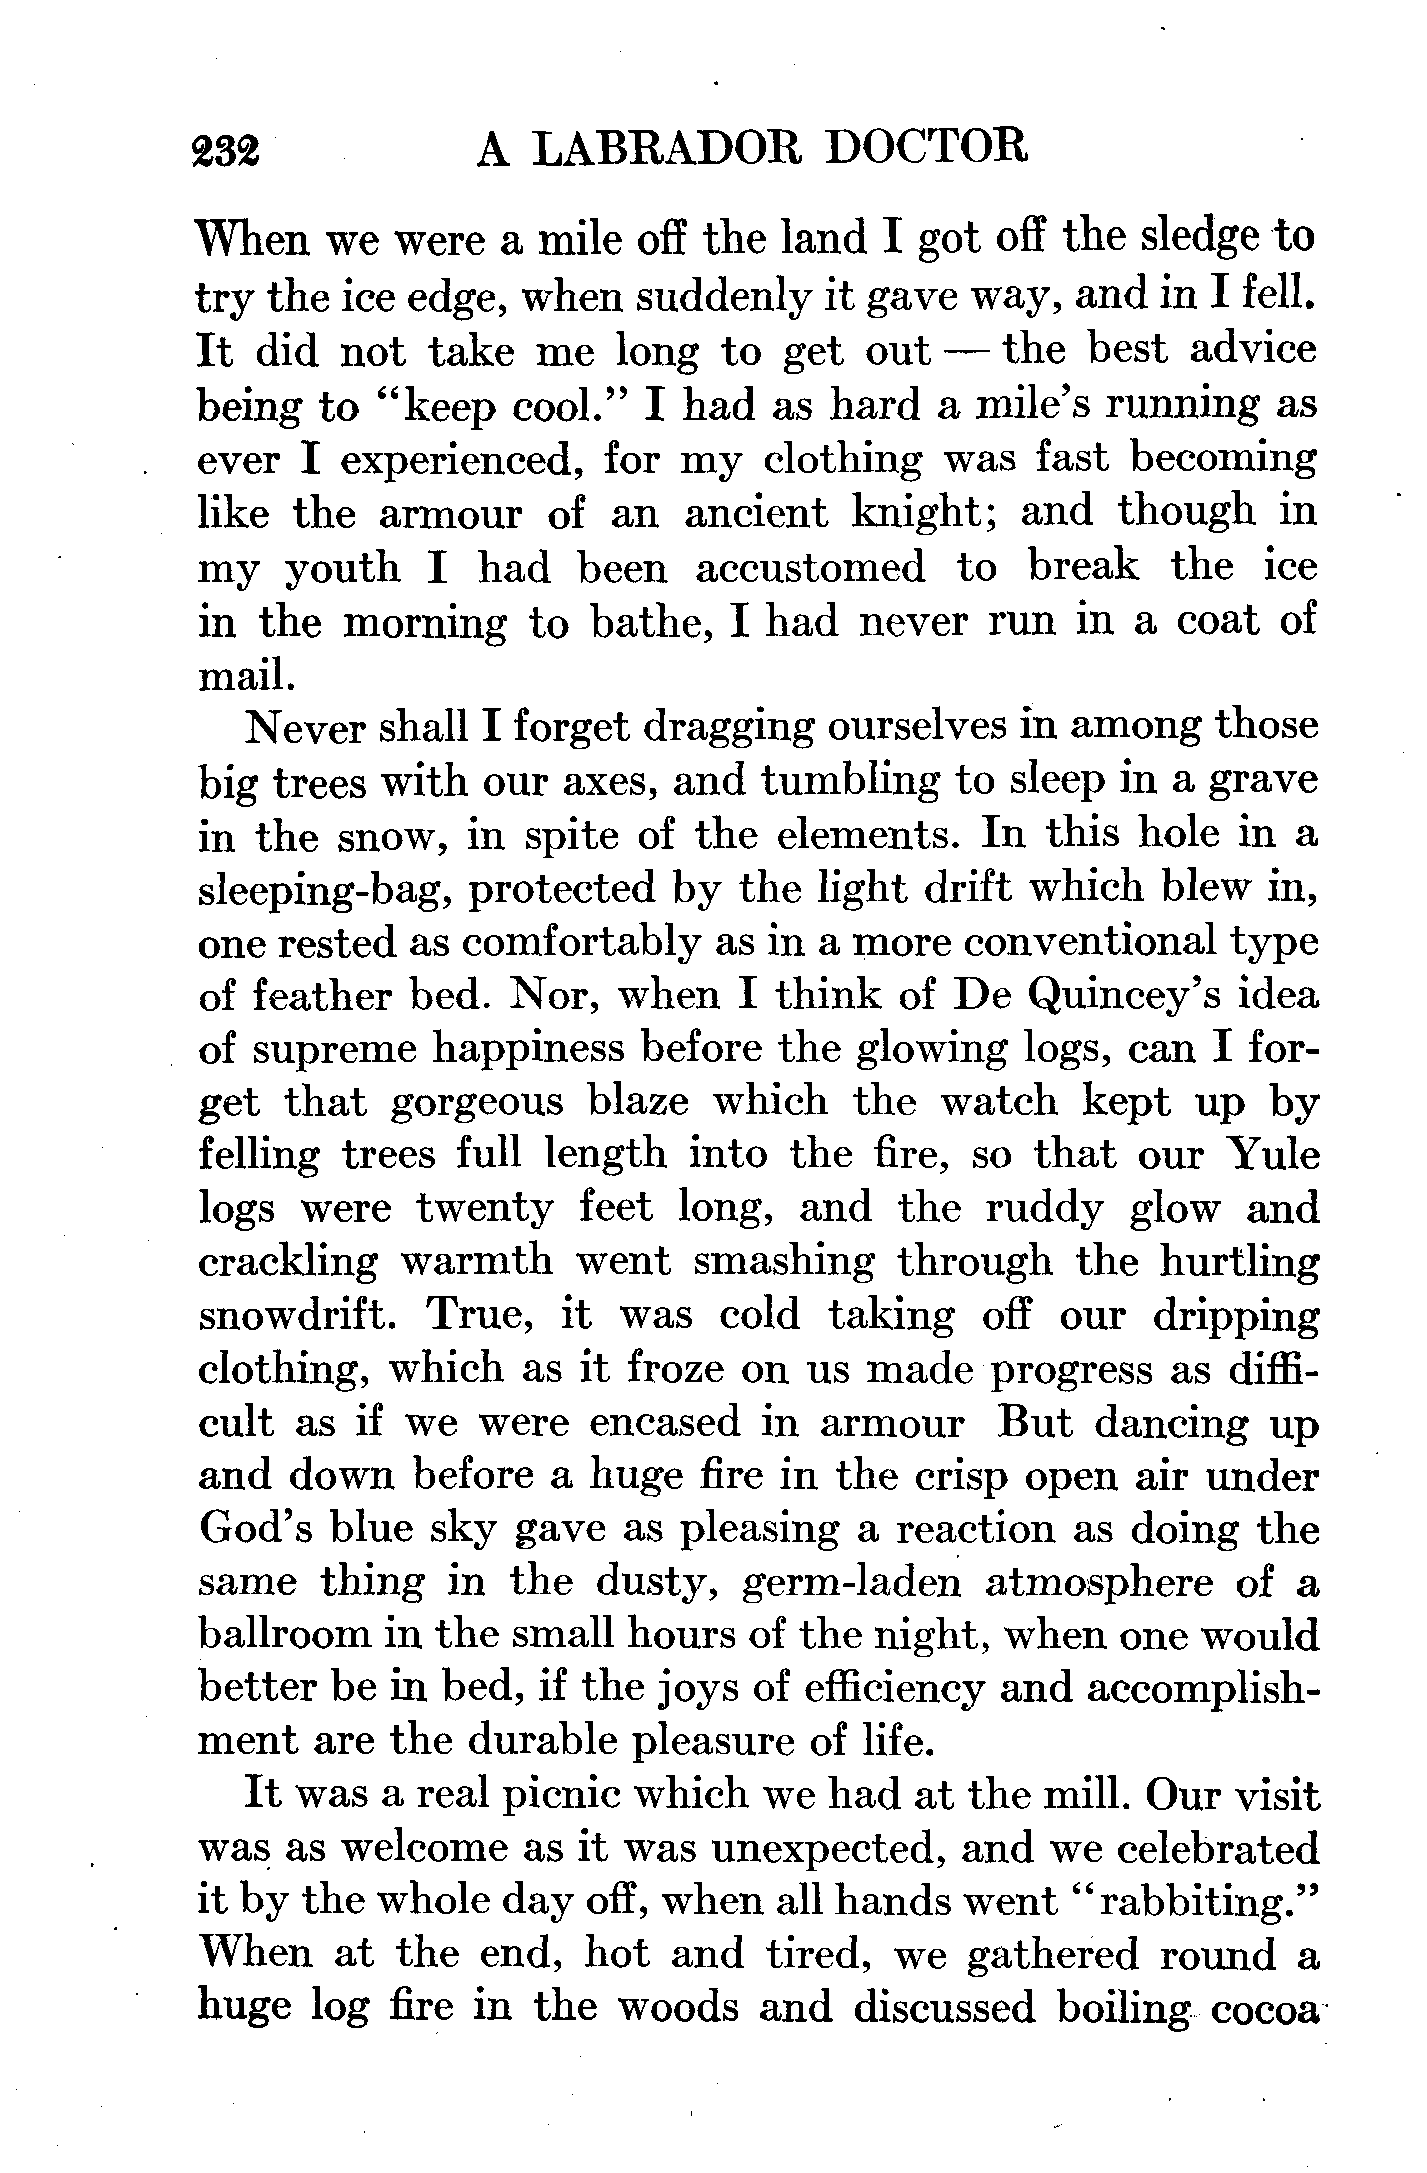 232 A LABRADOR DOCTOR
When we were a mile off the land I got off the sledge to
try the ice edge, when suddenly it gave way, and in I fell.
It did not take me long to get out — the best advice
being to “keep cool.” I had as hard a mile’s running as
ever I experienced, for my clothing was fast becoming
like the armour of an ancient knight; and though in
my youth I had been accustomed to break the ice
in the morning to bathe, I had never run in a coat of
mail.
Never shall I forget dragging ourselves in among those
big trees with our axes, and tumbling to sleep in a grave
in the snow, in spite of the elements. In this hole in a
sleeping-bag, protected by the light drift which blew in,
one rested as comfortably as in a more conventional type
of feather bed. Nor, when I think of De Quincey’s idea
of supreme happiness before the glowing logs, can I for-
get that gorgeous blaze which the watch kept up by
felling trees full length into the fire, so that our Yule
logs were twenty feet long, and the ruddy glow and
crackling warmth went smashing through the hurtling
snowdrift. True, it was cold taking off our dripping
clothing, which as it froze on us made progress as diffi-
cult as if we were encased in armour But dancing up
and down before a huge fire in the crisp open air under
God’s blue sky gave as pleasing a reaction as doing the
same thing in the dusty, germ-laden atmosphere of a
ballroom in the small hours of the night, when one would
better be in bed, if the joys of efficiency and accomplish-
ment are the durable pleasure of life.
It was a real picnic which we had at the mill. Our visit
was as welcome as it was unexpected, and we celebrated
it by the whole day off, when all hands went “rabbiting.”
When at the end, hot and tired, we gathered round a
huge log fire in the woods and discussed boiling cocoa